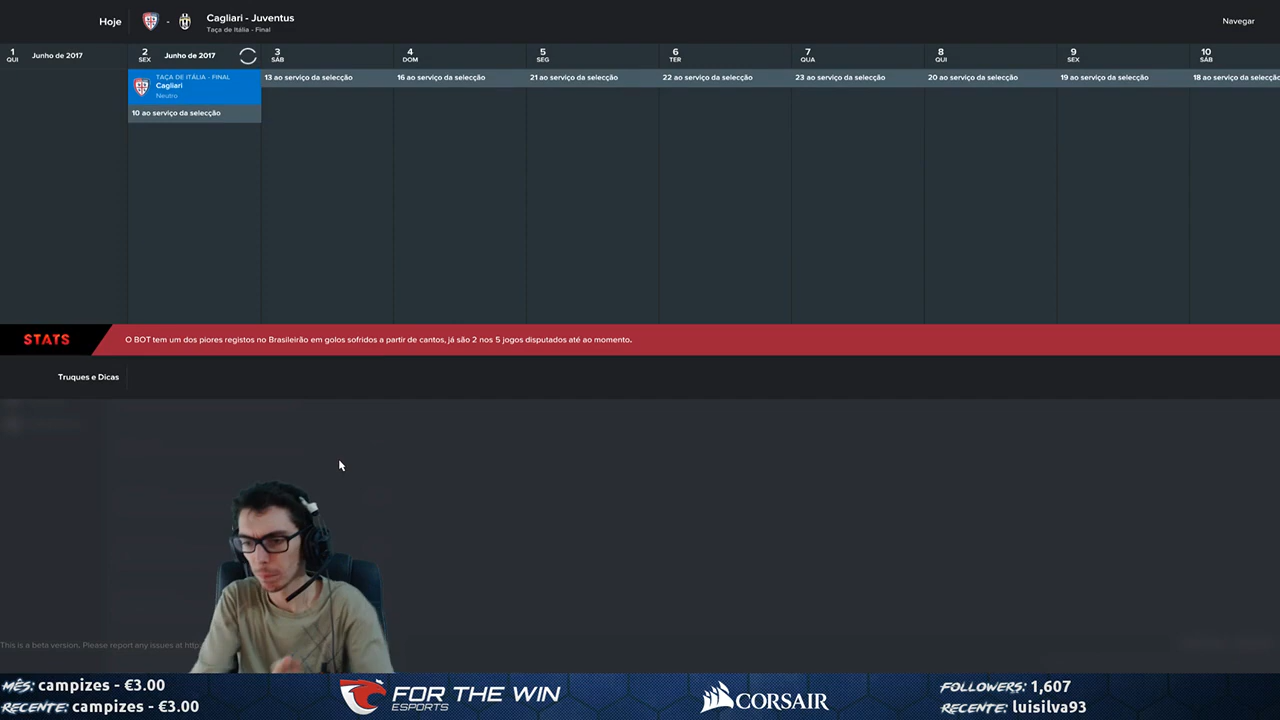 Hoje
Cagliari - Juventus
Taça de Itália - Final
Navegar
1 QUI Junho de 2017
2 SEX Junho de 2017
3 SÁB
4 DOM
5 SEG
6 TER
7 QUA
8 QUI
9 SEX
10 SÁB
TAÇA DE ITÁLIA - FINAL
Cagliari
Neutro
10 ao serviço da selecção
13 ao serviço da selecção
16 ao serviço da selecção
21 ao serviço da selecção
22 ao serviço da selecção
23 ao serviço da selecção
20 ao serviço da selecção
19 ao serviço da selecção
18 ao serviço da selecção
STATS
O BOT tem um dos piores registos no Brasileirão em golos sofridos a partir de cantos, já são 2 nos 5 jogos disputados até ao momento.
Truques e Dicas
This is a beta version. Please report any issues at http
MÊS: campizes - €3.00
RECENTE: campizes - €3.00
FOR THE WIN
ESPORTS
CORSAIR
FOLLOWERS: 1,607
RECENTE: luisilva93